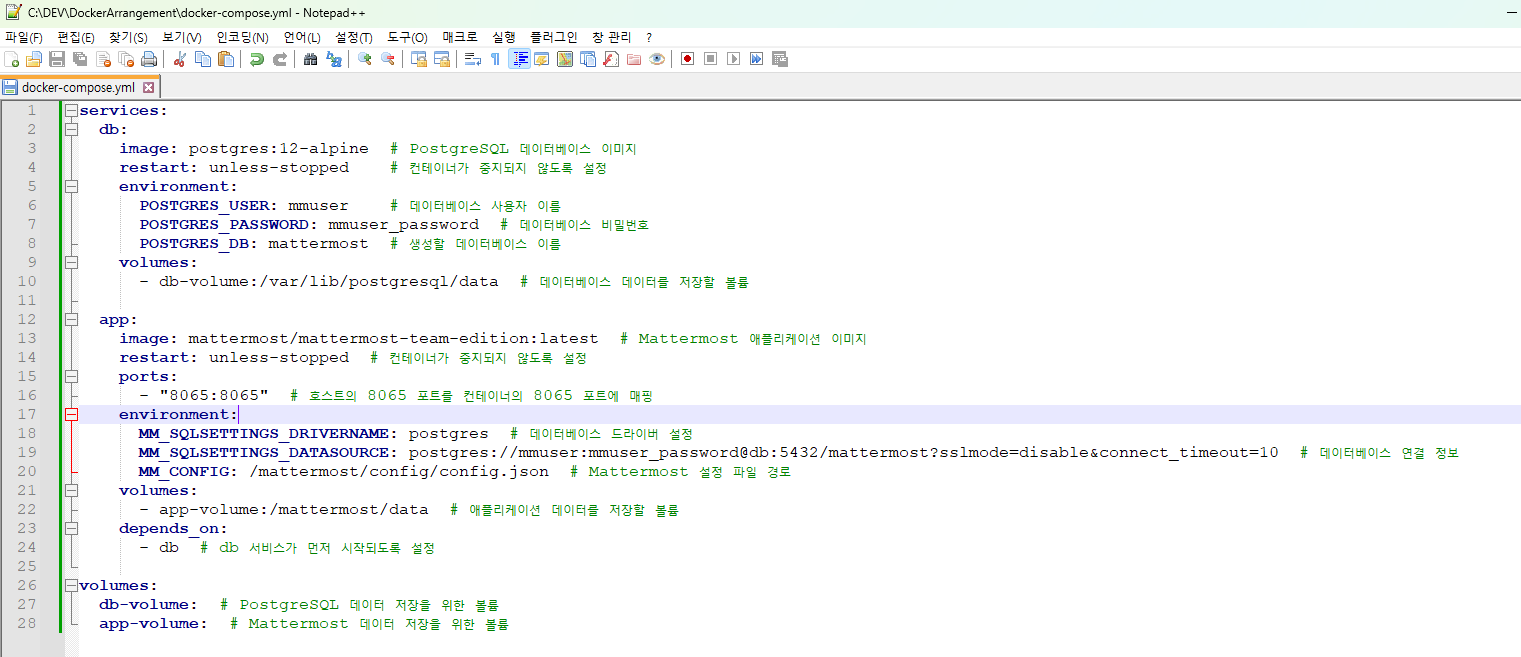 C:\DEV\DockerArrangement\docker-compose.yml - Notepad++
파일(F) 편집(E) 찾기(S) 보기(V) 인코딩(N) 언어(L) 설정(T) 도구(O) 매크로 실행 플러그인 창 관리 ?
docker-compose.yml
1 services:
2   db:
3     image: postgres:12-alpine  # PostgreSQL 데이터베이스 이미지
4     restart: unless-stopped    # 컨테이너가 중지되지 않도록 설정
5     environment:
6       POSTGRES_USER: mmuser    # 데이터베이스 사용자 이름
7       POSTGRES_PASSWORD: mmuser_password  # 데이터베이스 비밀번호
8       POSTGRES_DB: mattermost  # 생성할 데이터베이스 이름
9     volumes:
10       - db-volume:/var/lib/postgresql/data  # 데이터베이스 데이터를 저장할 볼륨
11
12   app:
13     image: mattermost/mattermost-team-edition:latest  # Mattermost 애플리케이션 이미지
14     restart: unless-stopped  # 컨테이너가 중지되지 않도록 설정
15     ports:
16       - "8065:8065"  # 호스트의 8065 포트를 컨테이너의 8065 포트에 매핑
17     environment:
18       MM_SQLSETTINGS_DRIVERNAME: postgres  # 데이터베이스 드라이버 설정
19       MM_SQLSETTINGS_DATASOURCE: postgres://mmuser:mmuser_password@db:5432/mattermost?sslmode=disable&connect_timeout=10  # 데이터베이스 연결 정보
20       MM_CONFIG: /mattermost/config/config.json  # Mattermost 설정 파일 경로
21     volumes:
22       - app-volume:/mattermost/data  # 애플리케이션 데이터를 저장할 볼륨
23     depends_on:
24       - db  # db 서비스가 먼저 시작되도록 설정
25
26 volumes:
27   db-volume:  # PostgreSQL 데이터 저장을 위한 볼륨
28   app-volume:  # Mattermost 데이터 저장을 위한 볼륨